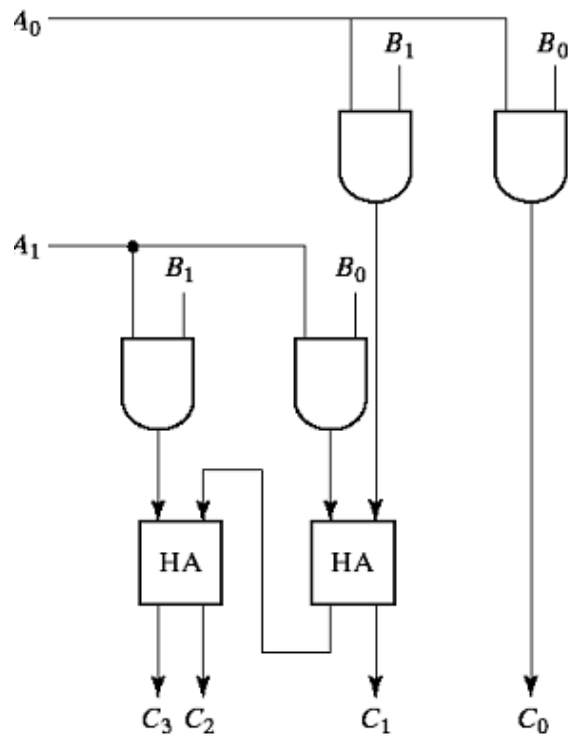 A₀
B₁ B₀
A₁
B₁ B₀
HA HA
C₃ C₂ C₁ C₀